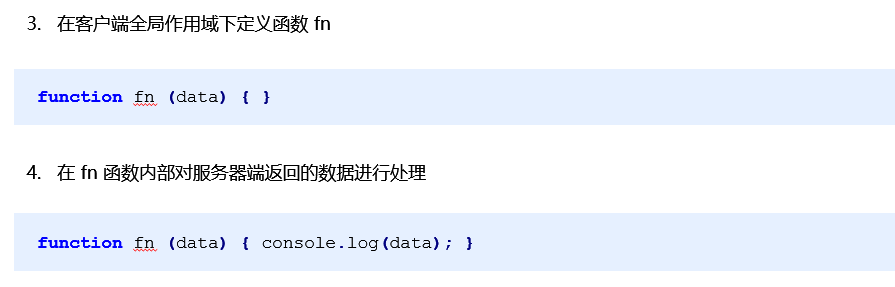 3. 在客户端全局作用域下定义函数 fn
function fn (data) { }
4. 在 fn 函数内部对服务器端返回的数据进行处理
function fn (data) { console.log(data); }